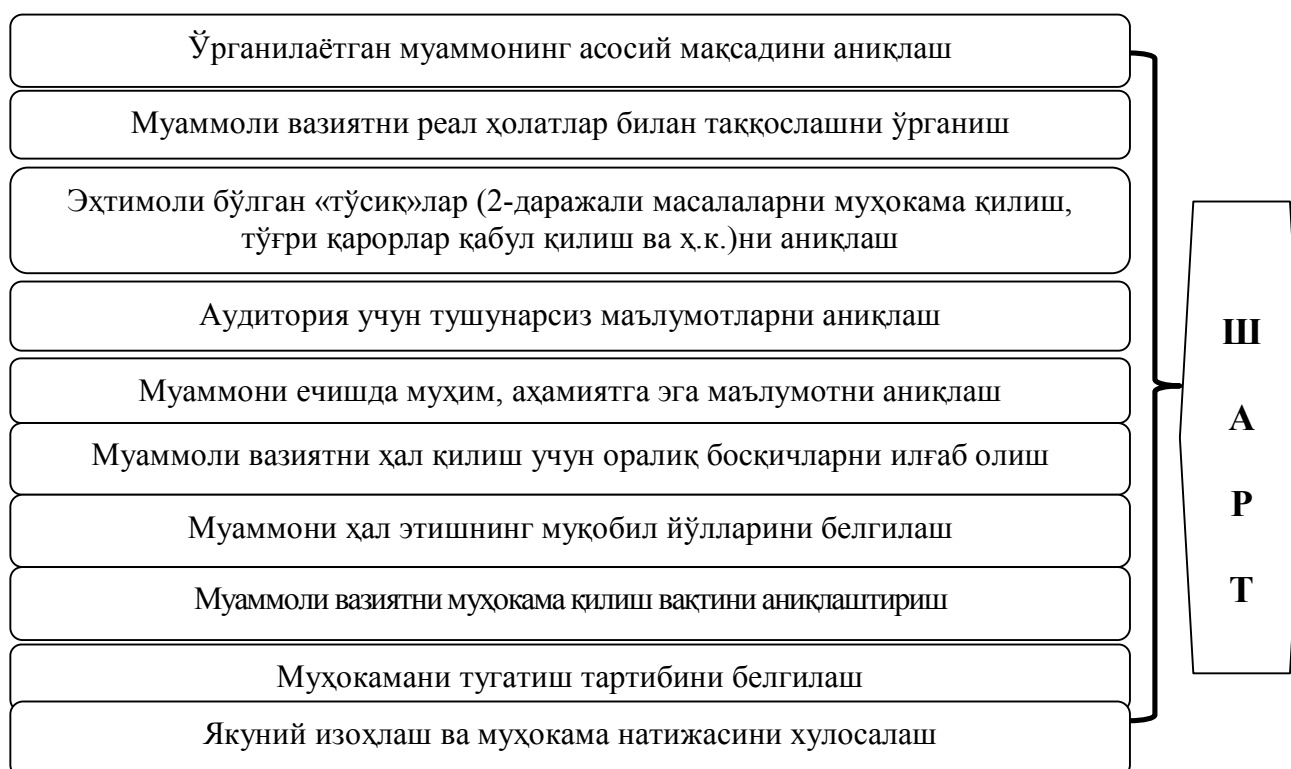 Ўрганилаётган муаммонинг асосий мақсадини аниқлаш
Муаммоли вазиятни реал ҳолатлар билан таққослашни ўрганиш
Эҳтимоли бўлган «тўсиқ»лар (2-даражали масалаларни муҳокама қилиш,
тўғри қарорлар қабул қилиш ва ҳ.к.)ни аниқлаш
Аудитория учун тушунарсиз маълумотларни аниқлаш
Муаммони ечишда муҳим, аҳамиятга эга маълумотни аниқлаш
Муаммоли вазиятни ҳал қилиш учун оралиқ босқичларни илғаб олиш
Муаммони ҳал этишнинг муқобил йўлларини белгилаш
Муаммоли вазиятни муҳокама қилиш вақтини аниқлаштириш
Муҳокамани тугатиш тартибини белгилаш
Якуний изоҳлаш ва муҳокама натижасини хулосалаш
Ш
А
Р
Т